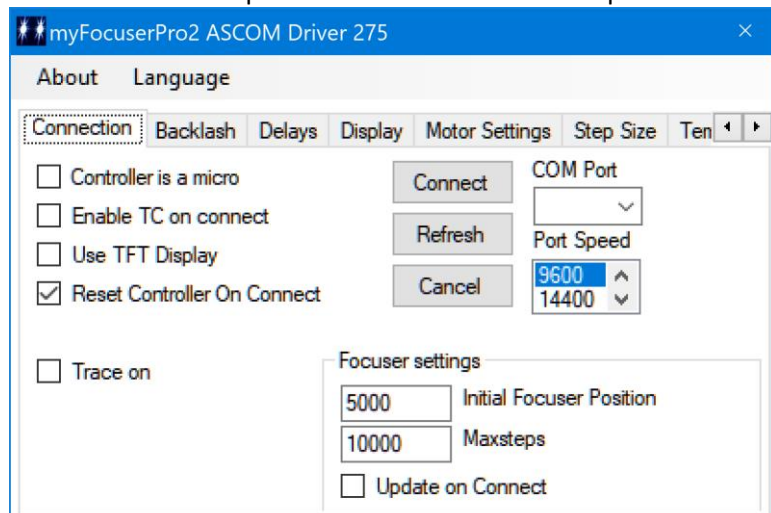 myFocuserPro2 ASCOM Driver 275
About Language
Connection Backlash Delays Display Motor Settings Step Size
Controller is a micro
Enable TC on connect
Use TFT Display
Reset Controller On Connect
Connect
Refresh
Cancel
COM Port
Port Speed
9600
14400
Trace on
Focuser settings
5000 Initial Focuser Position
10000 Maxsteps
Update on Connect